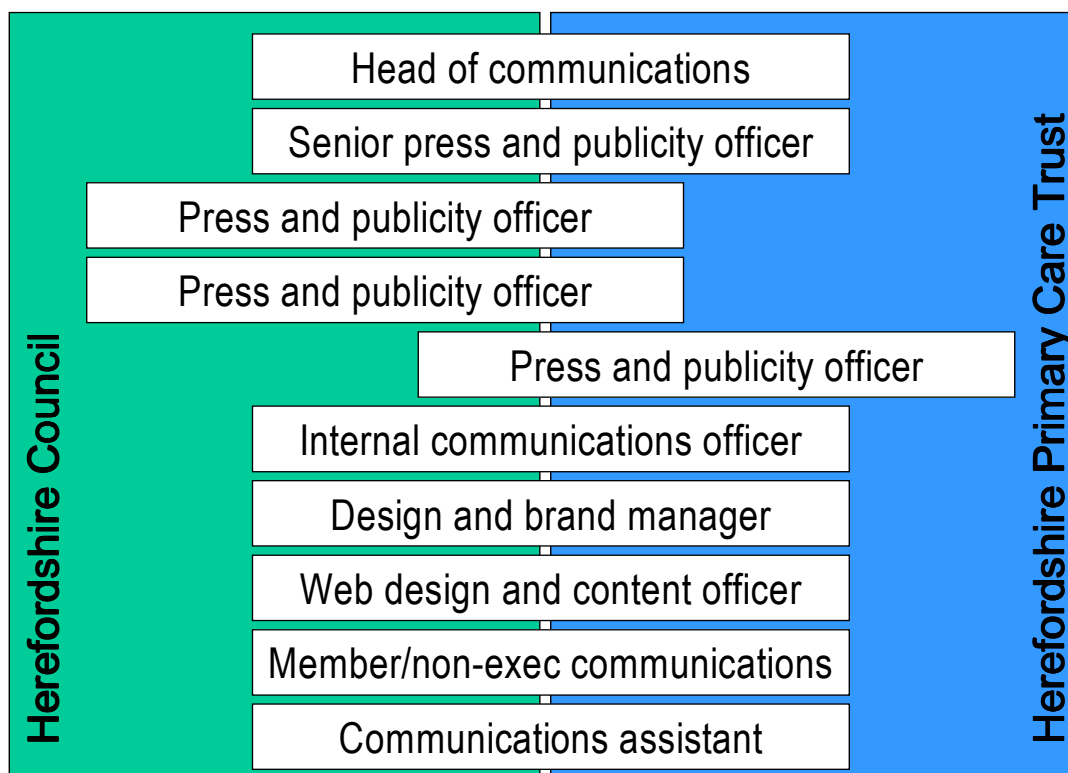 Head of communications
Senior press and publicity officer
Press and publicity officer
Press and publicity officer
Press and publicity officer
Internal communications officer
Design and brand manager
Web design and content officer
Member/non-exec communications
Communications assistant
Herefordshire Council
Herefordshire Primary Care Trust